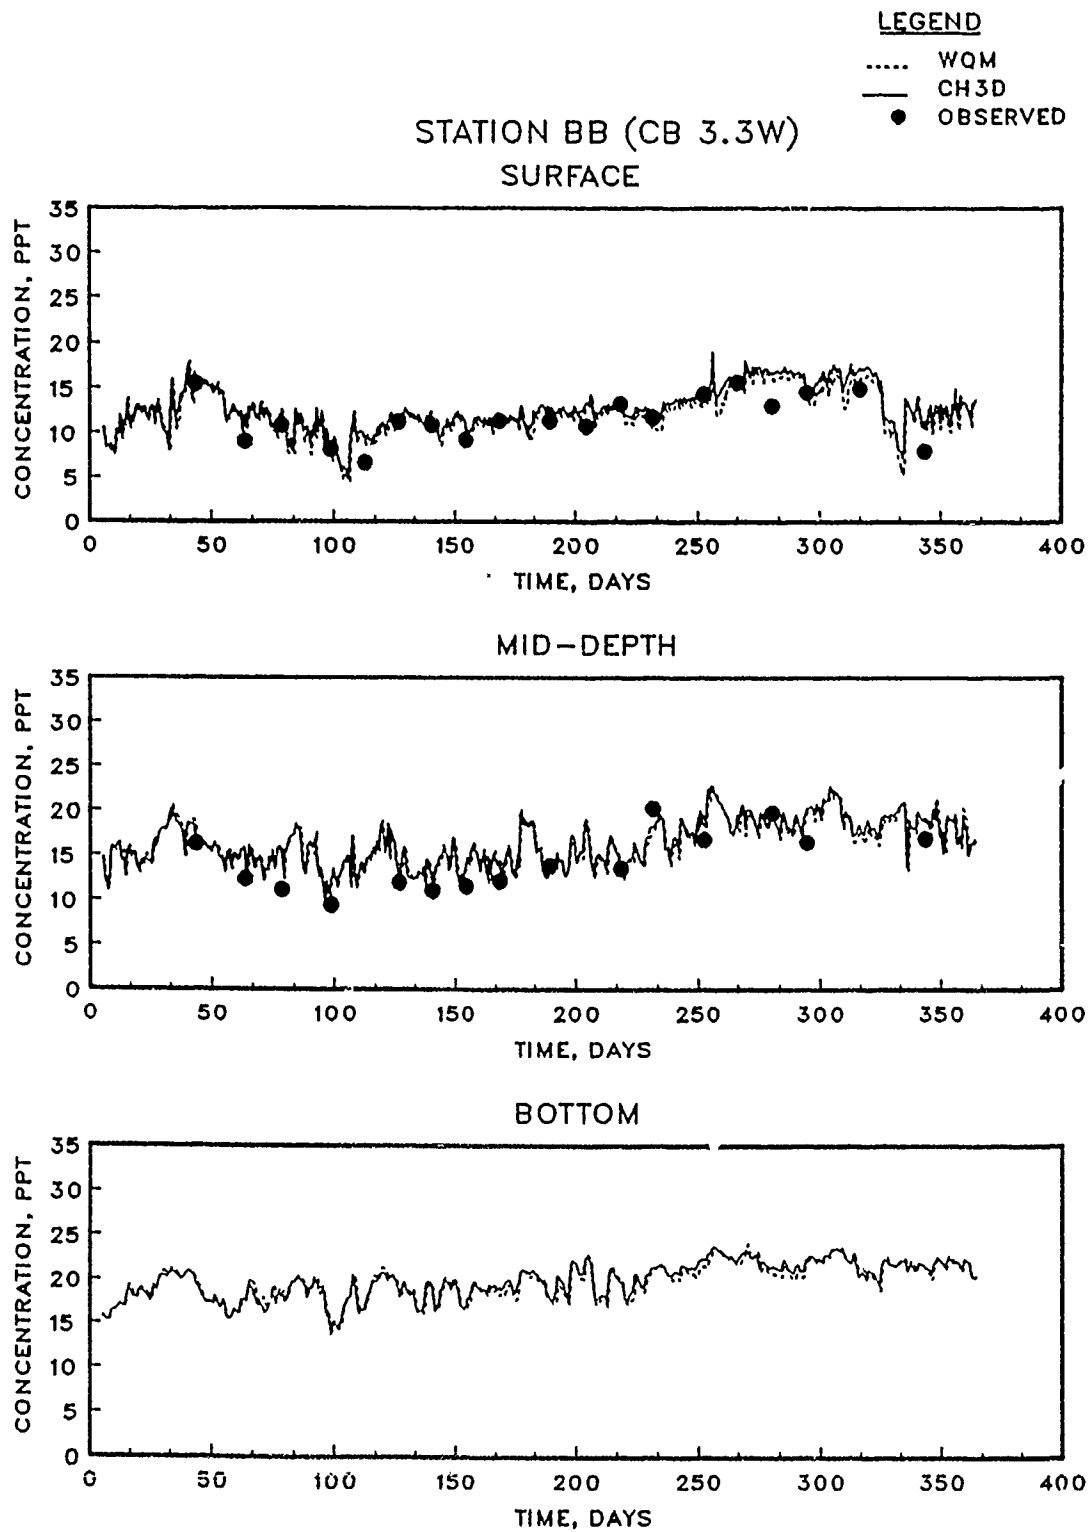 LEGEND
WQM
CH3D
OBSERVED
STATION BB (CB 3.3W)
SURFACE
CONCENTRATION, PPT
35
30
25
20
15
10
5
0
0 50 100 150 200 250 300 350 400
TIME, DAYS
MID-DEPTH
CONCENTRATION, PPT
35
30
25
20
15
10
5
0
0 50 100 150 200 250 300 350 400
TIME, DAYS
BOTTOM
CONCENTRATION, PPT
35
30
25
20
15
10
5
0
0 50 100 150 200 250 300 350 400
TIME, DAYS